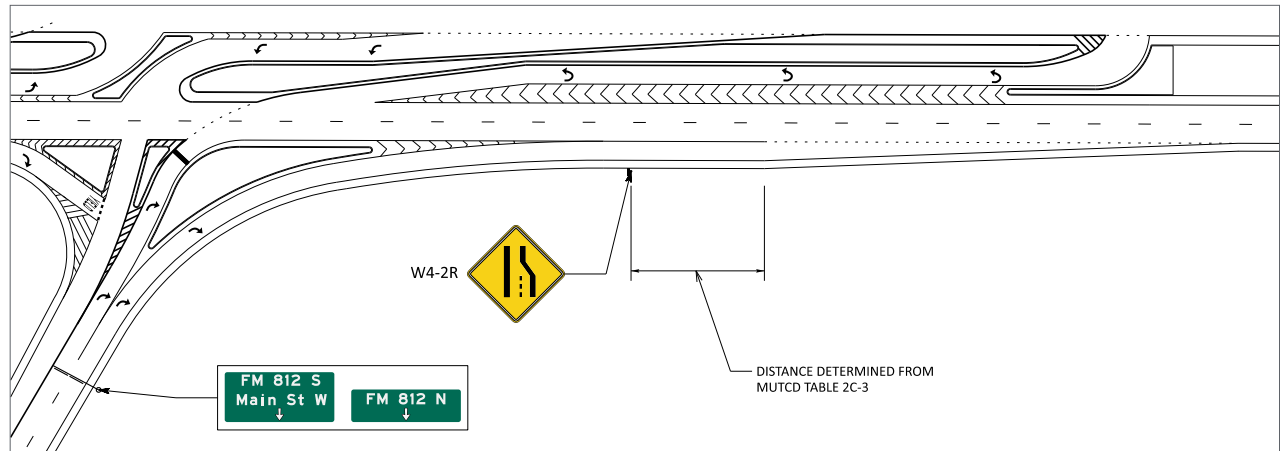 W4-2R
DISTANCE DETERMINED FROM
MUTCD TABLE 2C-3
FM 812 S
Main St W
FM 812 N